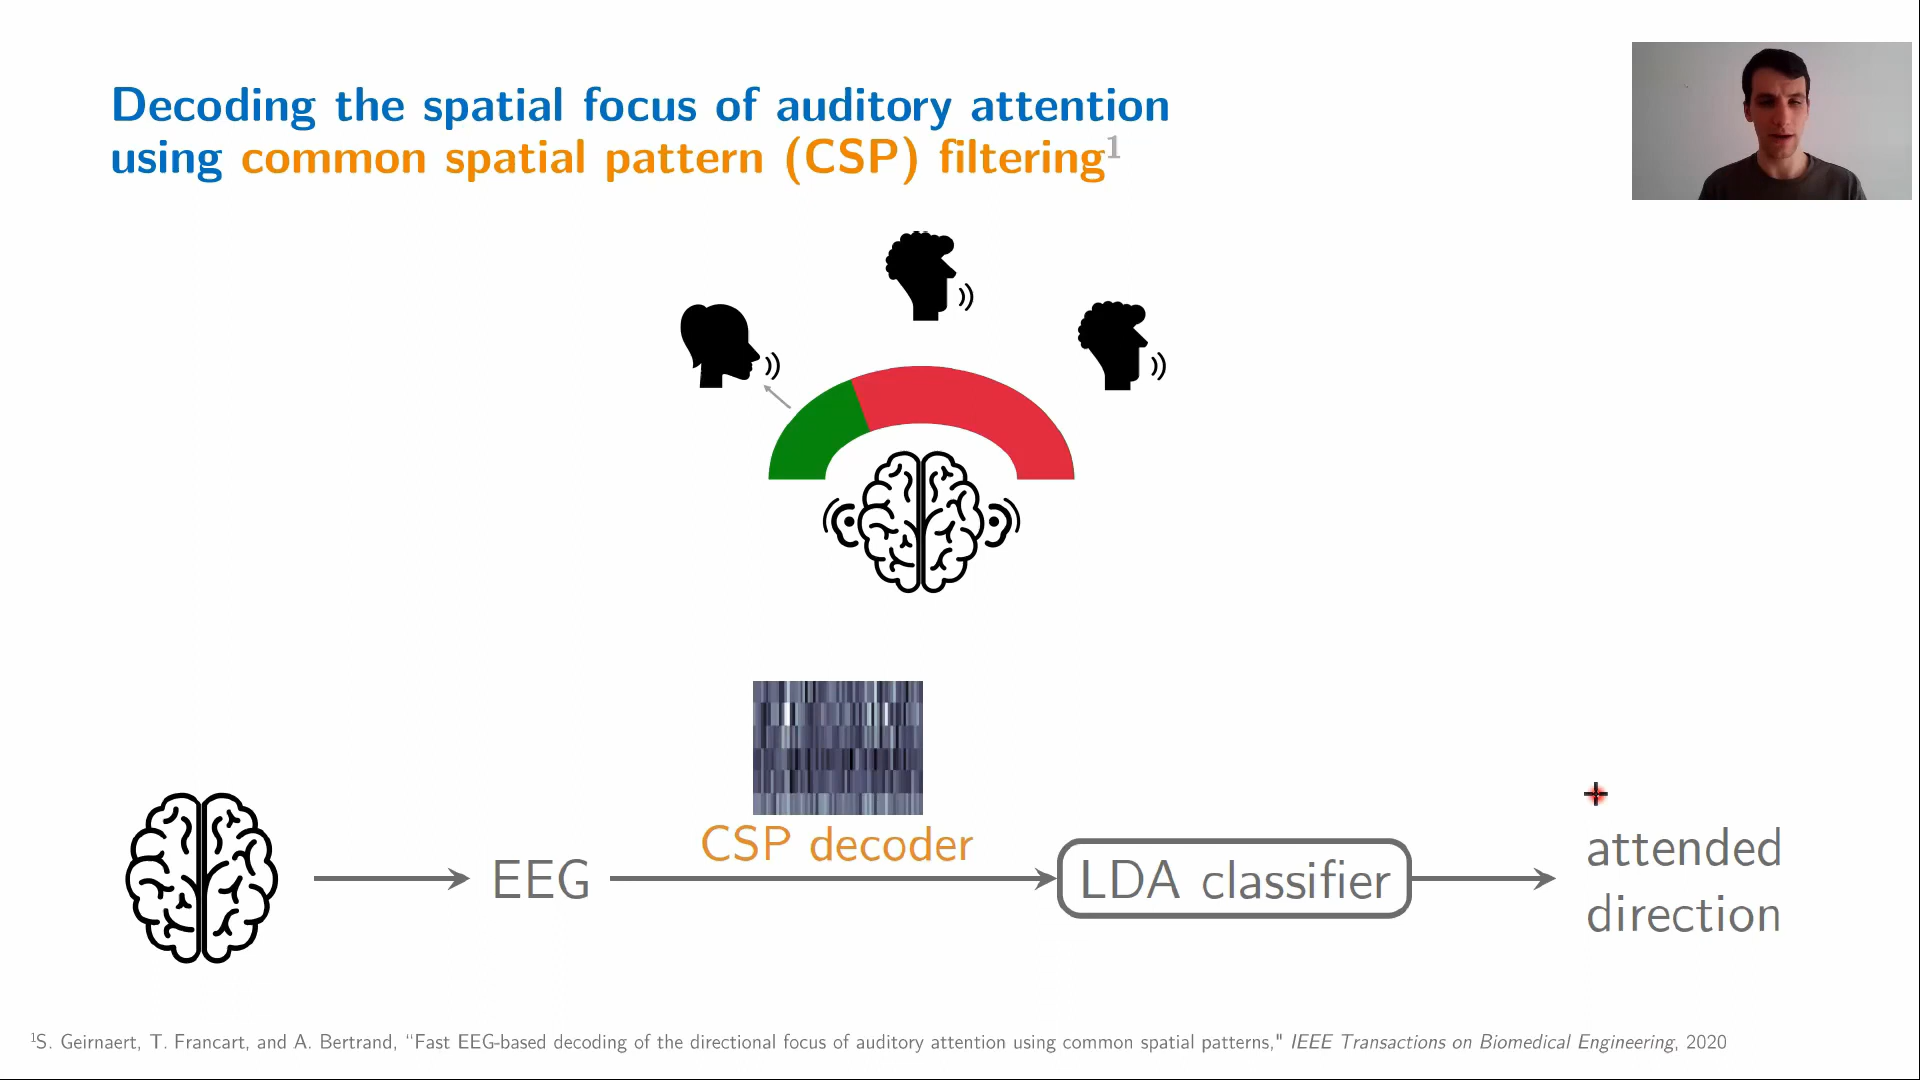 Decoding the spatial focus of auditory attention
using common spatial pattern (CSP) filtering¹
CSP decoder
EEG
LDA classifier
attended
direction
¹S. Geirnaert, T. Francart, and A. Bertrand, “Fast EEG-based decoding of the directional focus of auditory attention using common spatial patterns," IEEE Transactions on Biomedical Engineering, 2020